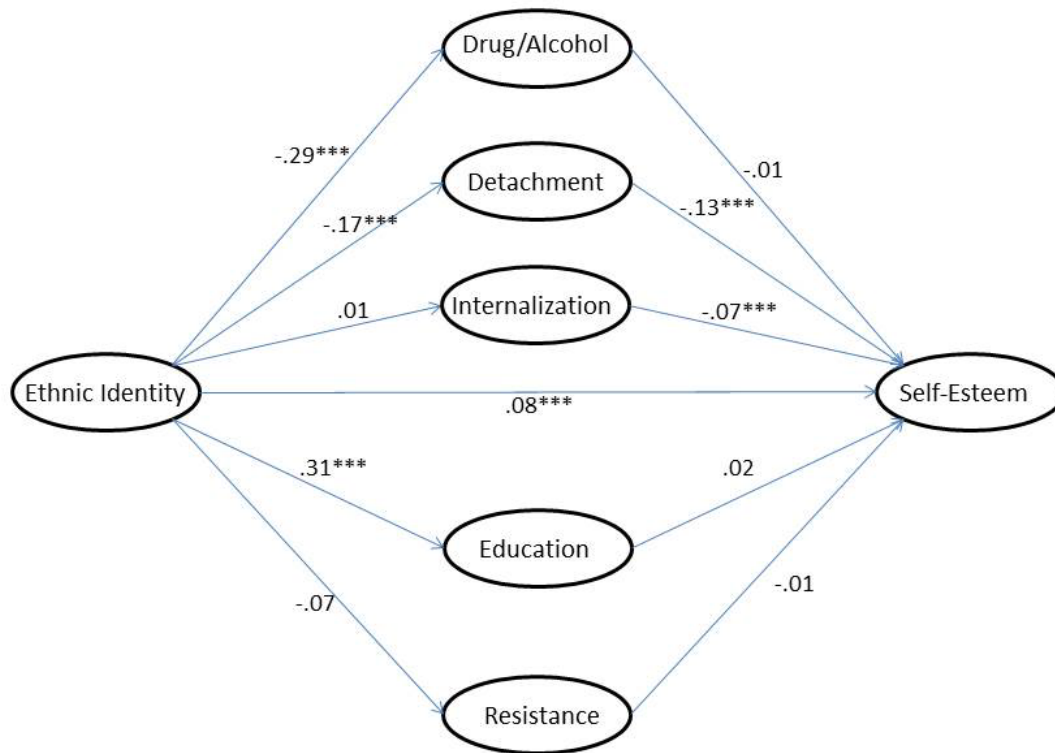 Drug/Alcohol
-.29***
-.01
Detachment
-.17***
-.13***
Internalization
.01
-.07***
Ethnic Identity
.08***
Self-Esteem
.31***
.02
Education
-.07
-.01
Resistance